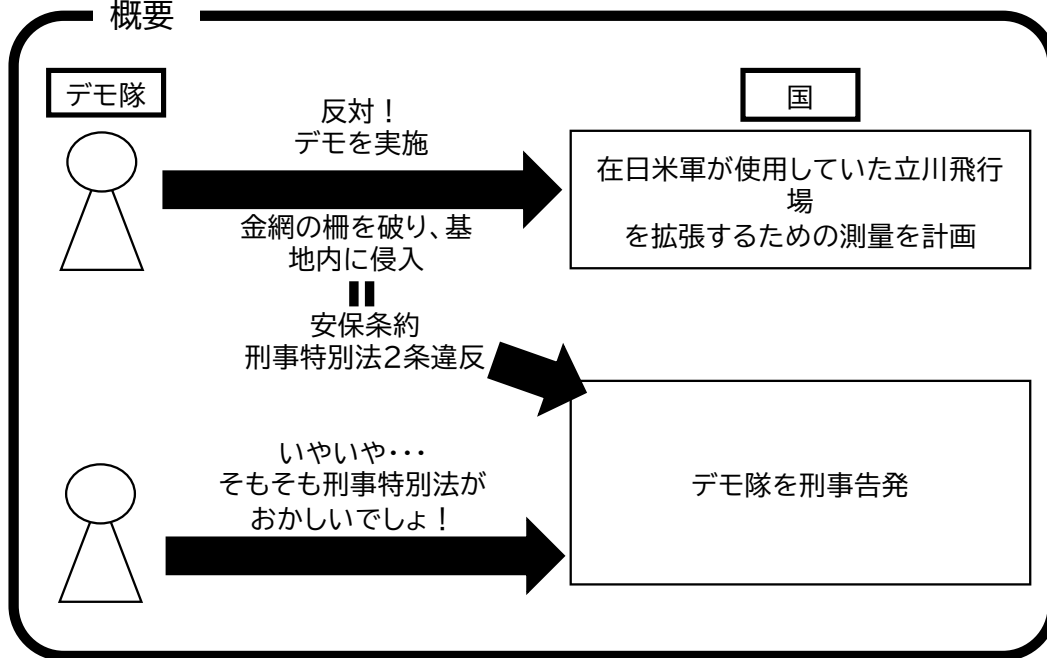 概要
デモ隊
国
反対！
デモを実施
在日米軍が使用していた立川飛行
場
を拡張するための測量を計画
金網の柵を破り、基
地内に侵入
安保条約
刑事特別法2条違反
いやいや･･･
そもそも刑事特別法が
おかしいでしょ！
デモ隊を刑事告発